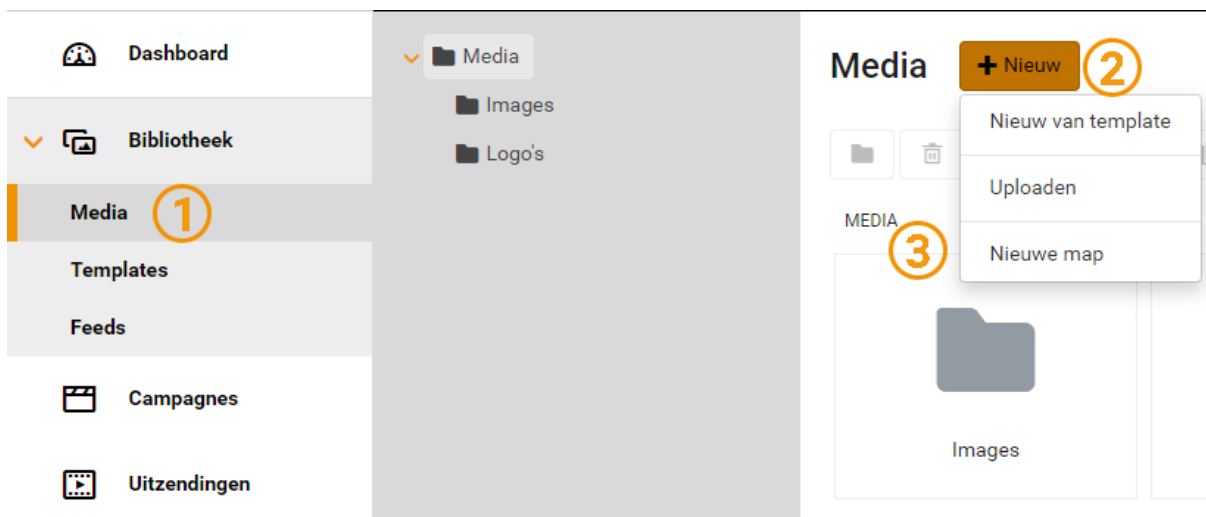 Dashboard
Bibliotheek
Media
1
Templates
Feeds
Campagnes
Uitzendingen
Media
Images
Logo's
Media
+ Nieuw
2
Nieuw van template
Uploaden
Nieuwe map
MEDIA
3
Images